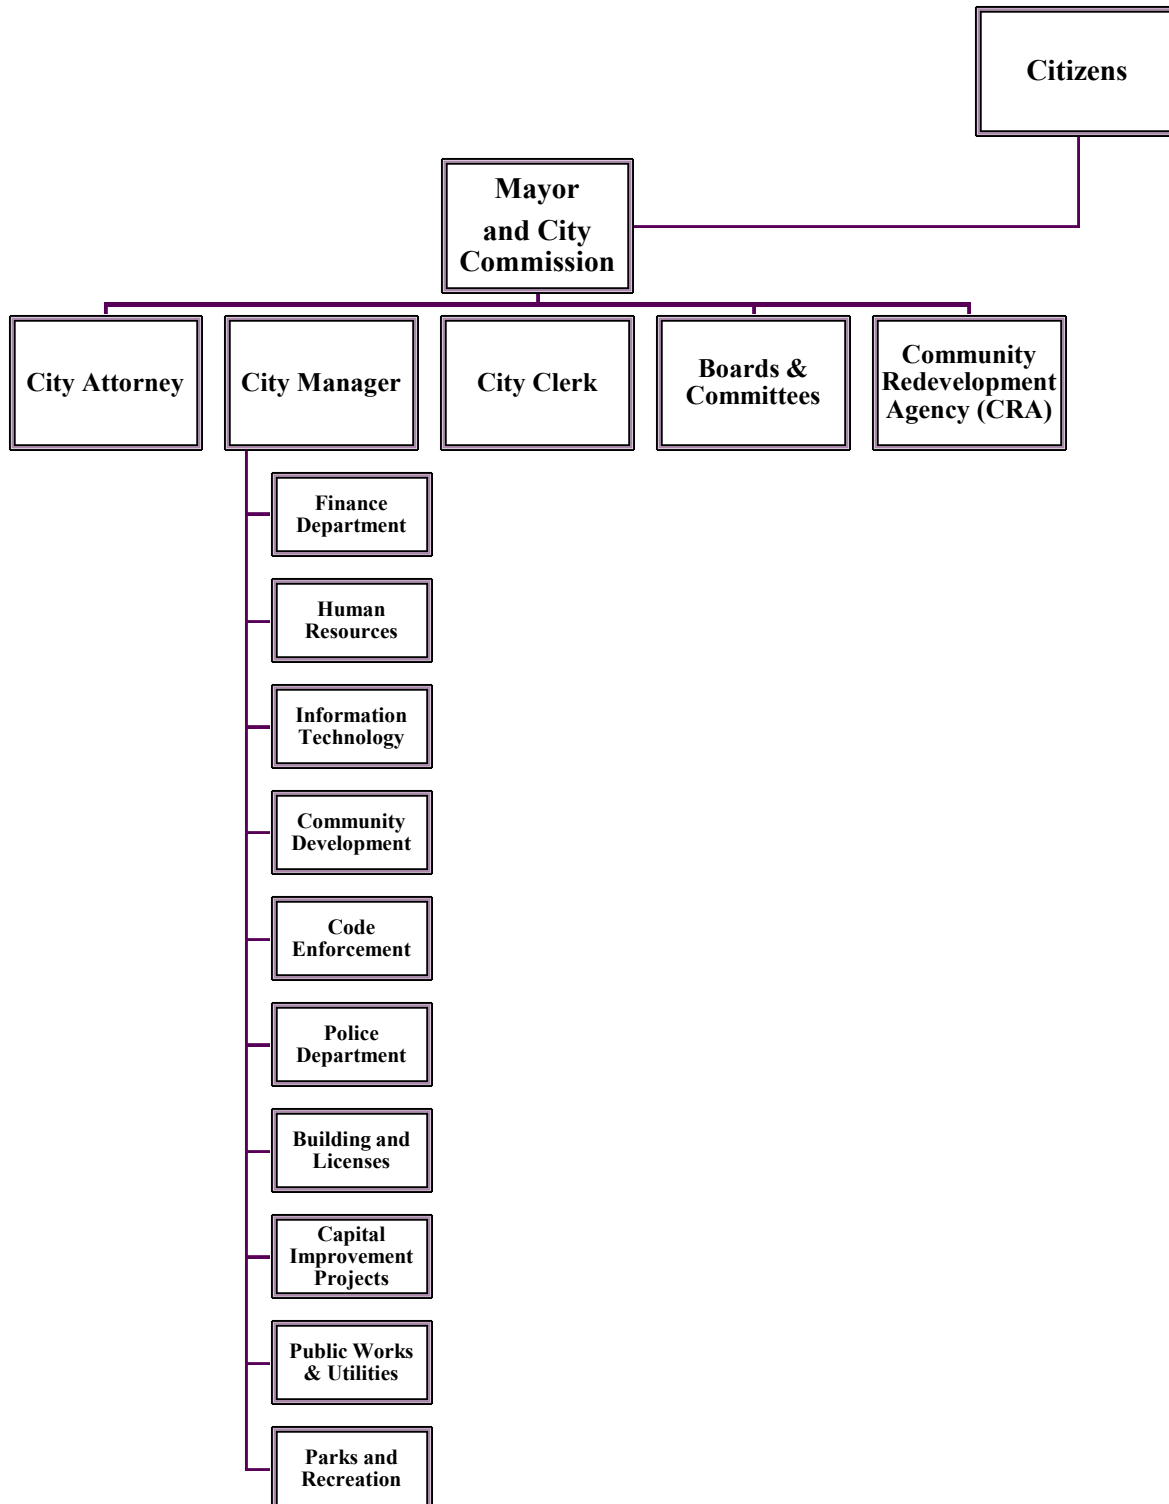 Citizens
Mayor
and City
Commission
City Attorney
City Manager
City Clerk
Boards &
Committees
Community
Redevelopment
Agency (CRA)
Finance
Department
Human
Resources
Information
Technology
Community
Development
Code
Enforcement
Police
Department
Building and
Licenses
Capital
Improvement
Projects
Public Works
& Utilities
Parks and
Recreation